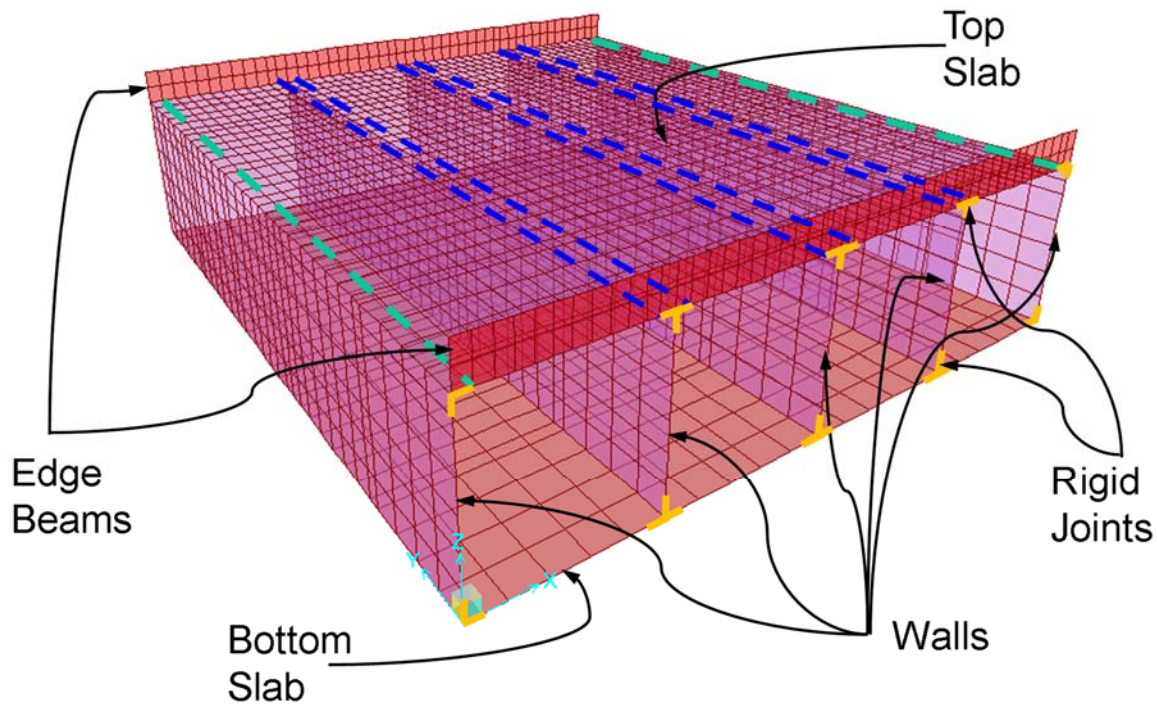 Top
Slab
Edge
Beams
Rigid
Joints
Z
Y
X
Bottom
Slab
Walls